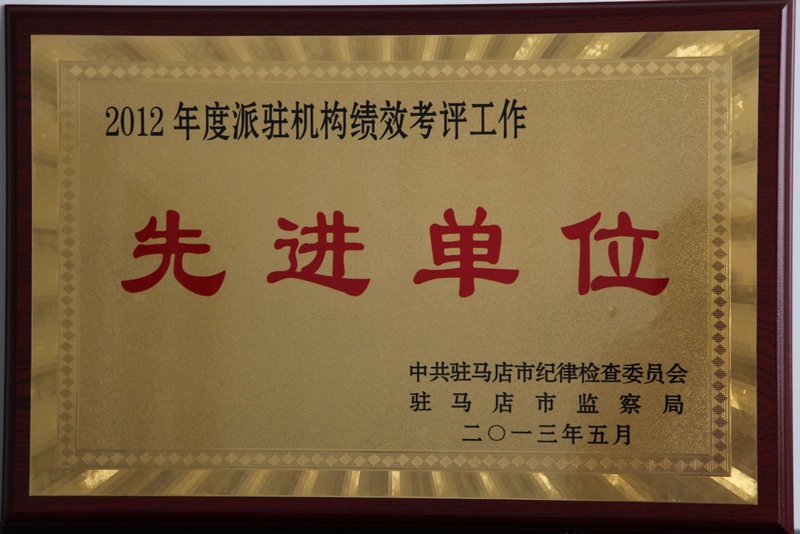 2012年度派驻机构绩效考评工作
先进单位
中共驻马店市纪律检查委员会
驻马店市监察局
二〇一三年五月